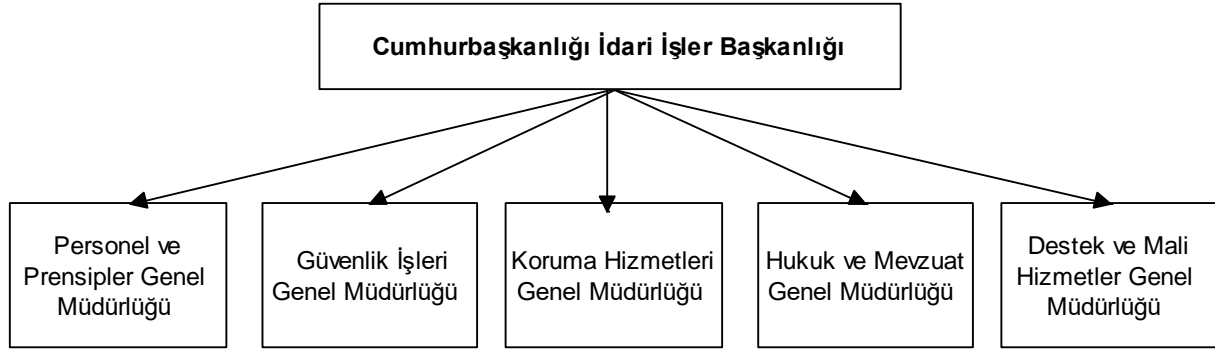 Cumhurbaşkanlığı İdari İşler Başkanlığı
Personel ve
Prensipler Genel
Müdürlüğü
Güvenlik İşleri
Genel Müdürlüğü
Koruma Hizmetleri
Genel Müdürlüğü
Hukuk ve Mevzuat
Genel Müdürlüğü
Destek ve Mali
Hizmetler Genel
Müdürlüğü